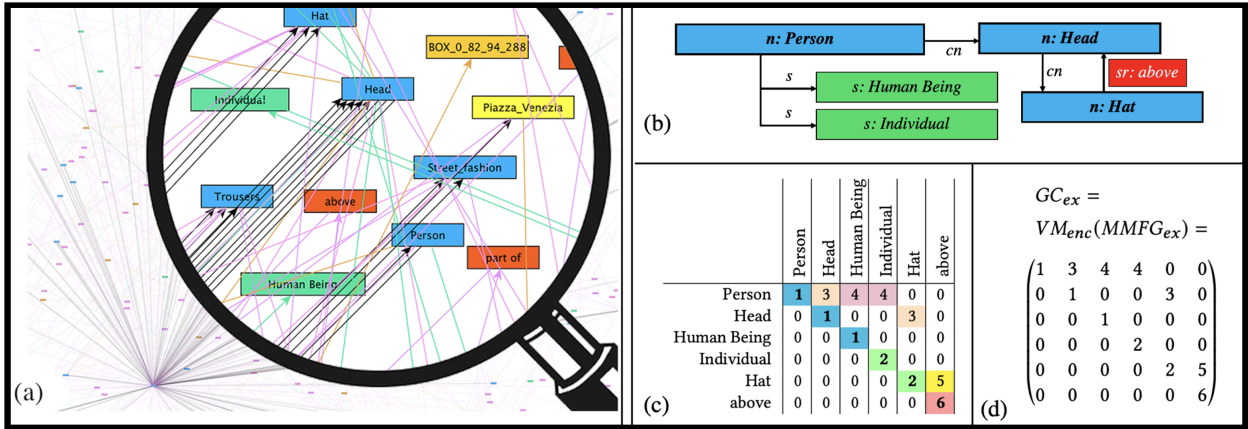 Hat
BOX_0_82_94_288
Head
Individual
Piazza_Venezia
Street_fashion
Trousers
above
Person
part of
Human Being
(a)
n: Person
cn
n: Head
s
s: Human Being
cn
sr: above
s
s: Individual
n: Hat
(b)
Person Head Human Being Individual Hat above
Person 1 3 4 4 0 0
Head 0 1 0 0 3 0
Human Being 0 0 1 0 0 0
Individual 0 0 0 2 0 0
Hat 0 0 0 0 2 5
above 0 0 0 0 0 6
(c)
GCex =
VMenc(MMFGex) =
1 3 4 4 0 0
0 1 0 0 3 0
0 0 1 0 0 0
0 0 0 2 0 0
0 0 0 0 2 5
0 0 0 0 0 6
(d)